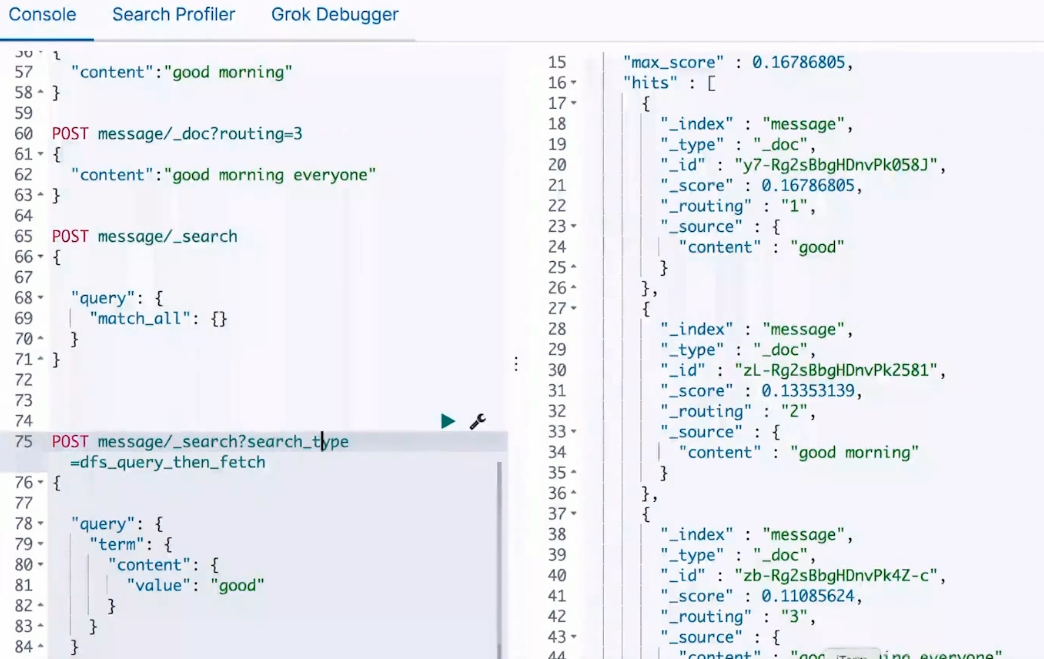 Console Search Profiler Grok Debugger
56 {
57 "content":"good morning"
58 }
59
60 POST message/_doc?routing=3
61 {
62 "content":"good morning everyone"
63 }
64
65 POST message/_search
66 {
67
68 "query": {
69 "match_all": {}
70 }
71 }
72
73
74
75 POST message/_search?search_type
=dfs_query_then_fetch
76 {
77
78 "query": {
79 "term": {
80 "content": {
81 "value": "good"
82 }
83 }
84 }
15 "max_score" : 0.16786805,
16 "hits" : [
17 {
18 "_index" : "message",
19 "_type" : "_doc",
20 "_id" : "y7-Rg2sBbgHDnvPk058J",
21 "_score" : 0.16786805,
22 "_routing" : "1",
23 "_source" : {
24 "content" : "good"
25 }
26 },
27 {
28 "_index" : "message",
29 "_type" : "_doc",
30 "_id" : "zL-Rg2sBbgHDnvPk2581",
31 "_score" : 0.13353139,
32 "_routing" : "2",
33 "_source" : {
34 "content" : "good morning"
35 }
36 },
37 {
38 "_index" : "message",
39 "_type" : "_doc",
40 "_id" : "zb-Rg2sBbgHDnvPk4Z-c",
41 "_score" : 0.11085624,
42 "_routing" : "3",
43 "_source" : {
44 "content" : everyone"